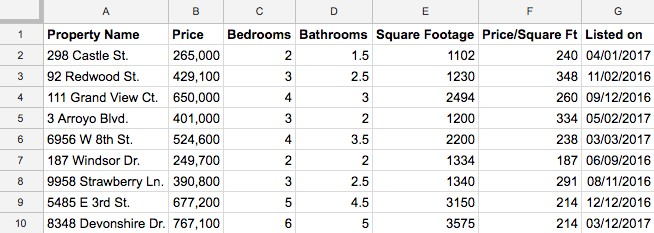 A B C D E F G
1 Property Name Price Bedrooms Bathrooms Square Footage Price/Square Ft Listed on
2 298 Castle St. 265,000 2 1.5 1102 240 04/01/2017
3 92 Redwood St. 429,100 3 2.5 1230 348 11/02/2016
4 111 Grand View Ct. 650,000 4 3 2494 260 09/12/2016
5 3 Arroyo Blvd. 401,000 3 2 1200 334 05/02/2017
6 6956 W 8th St. 524,600 4 3.5 2200 238 03/03/2017
7 187 Windsor Dr. 249,700 2 2 1334 187 06/09/2016
8 9958 Strawberry Ln. 390,800 3 2.5 1340 291 08/11/2016
9 5485 E 3rd St. 677,200 5 4.5 3150 214 12/12/2016
10 8348 Devonshire Dr. 767,100 6 5 3575 214 03/12/2017